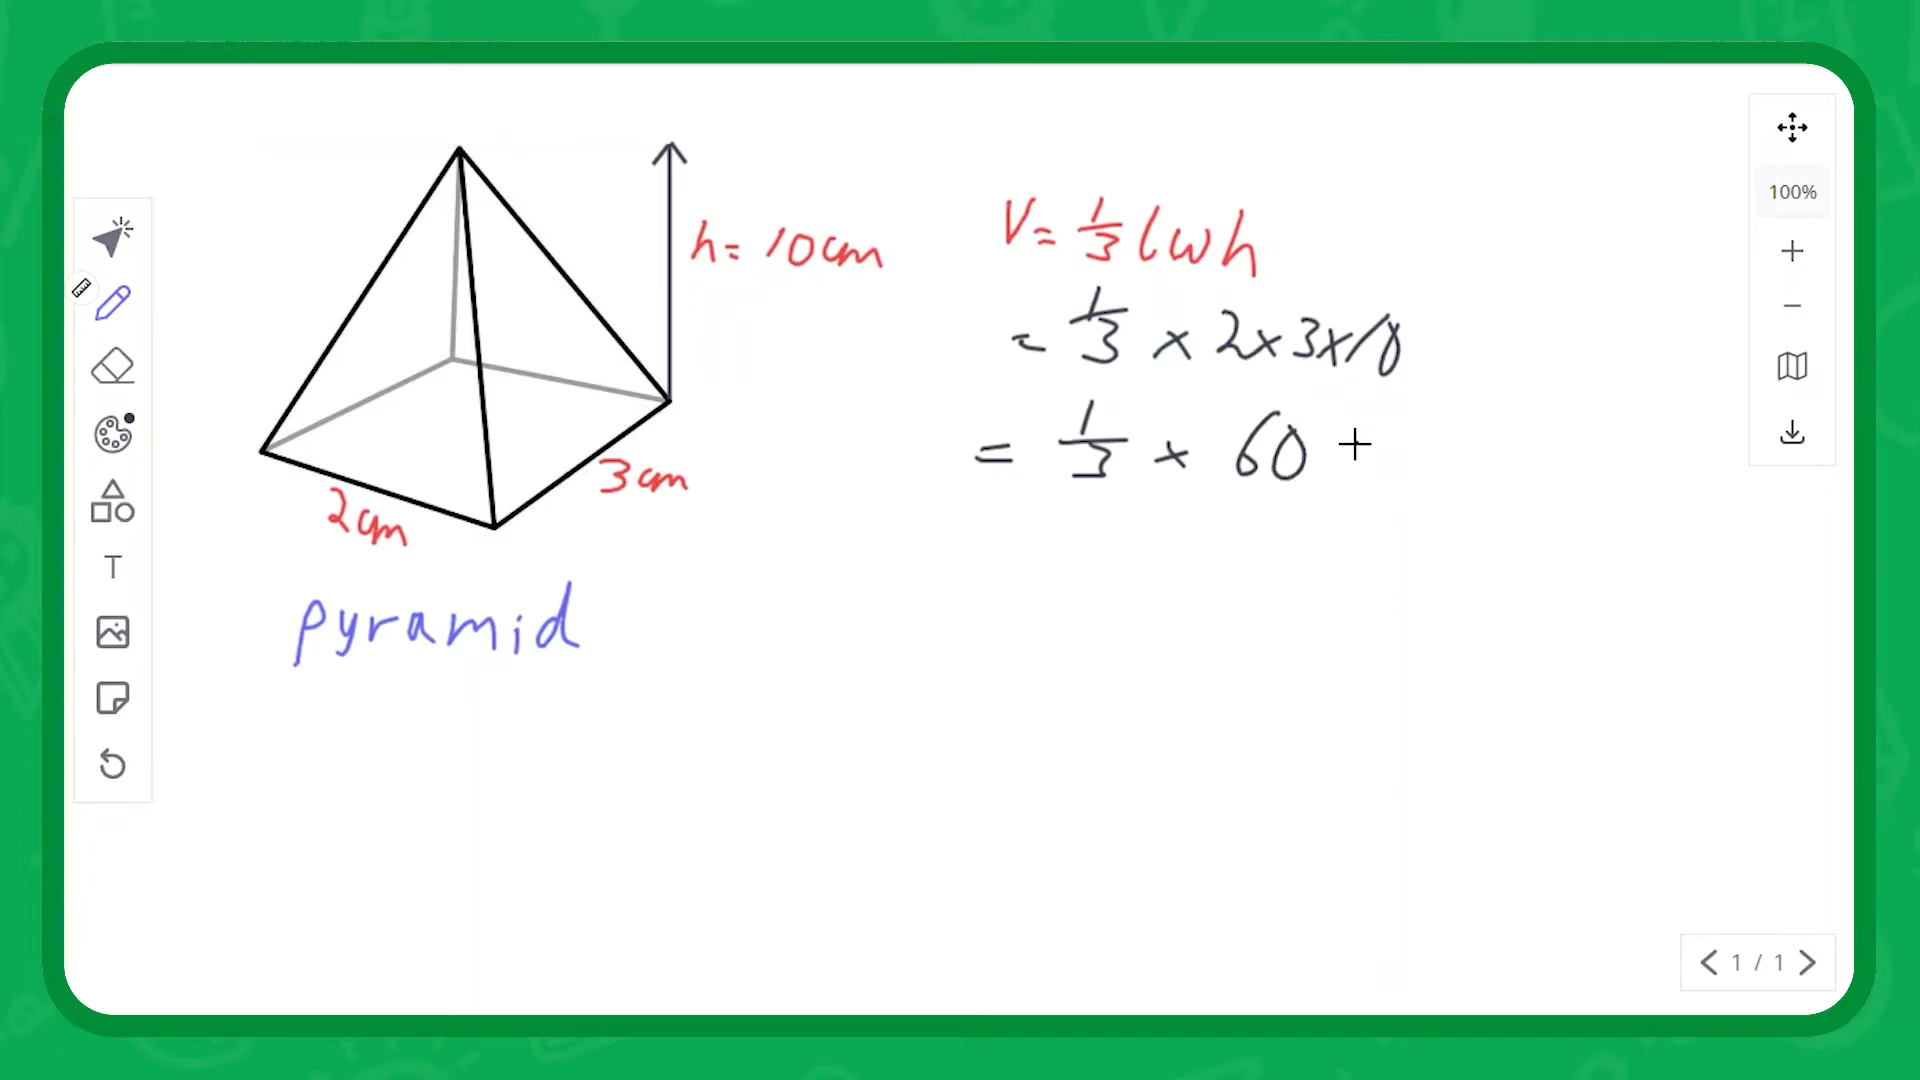 h = 10cm
V = 1/3 lwh
= 1/3 × 2×3×10
= 1/3 × 60
3cm
2cm
pyramid
100%
T
1 / 1